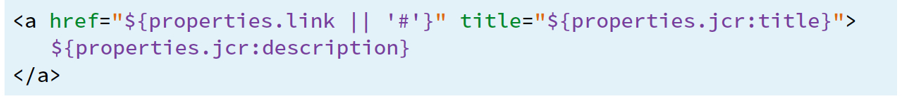 <a href="${properties.link || '#'}" title="${properties.jcr:title}">
${properties.jcr:description}
</a>